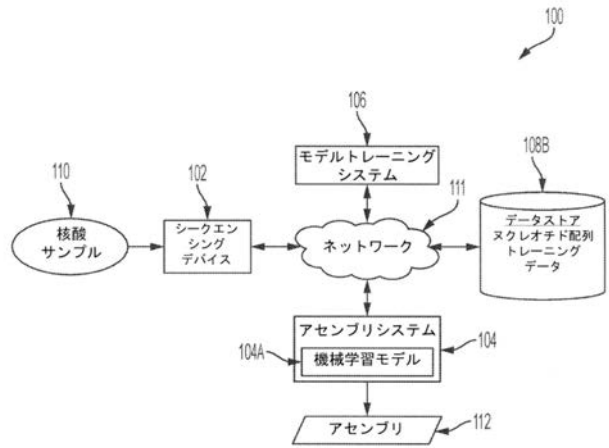 100
106
モデルトレーニング
システム
108B
110
102
111
核酸
サンプル
シークエン
シング
デバイス
ネットワーク
データストア
ヌクレオチド配列
トレーニング
データ
アセンブリシステム
104A
機械学習モデル
104
アセンブリ
112